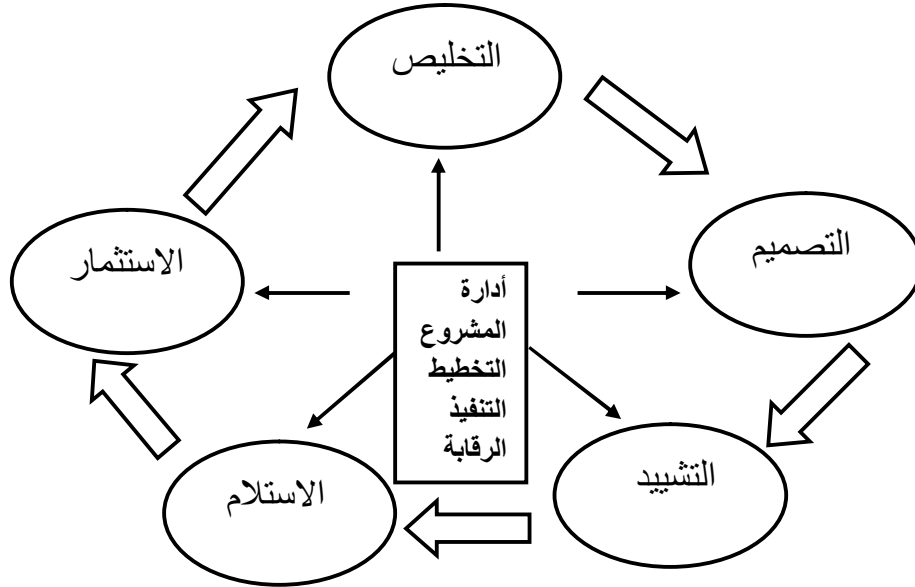 التخليص
التصميم
الاستثمار
أدارة
المشروع
التخطيط
التنفيذ
الرقابة
التشييد
الاستلام